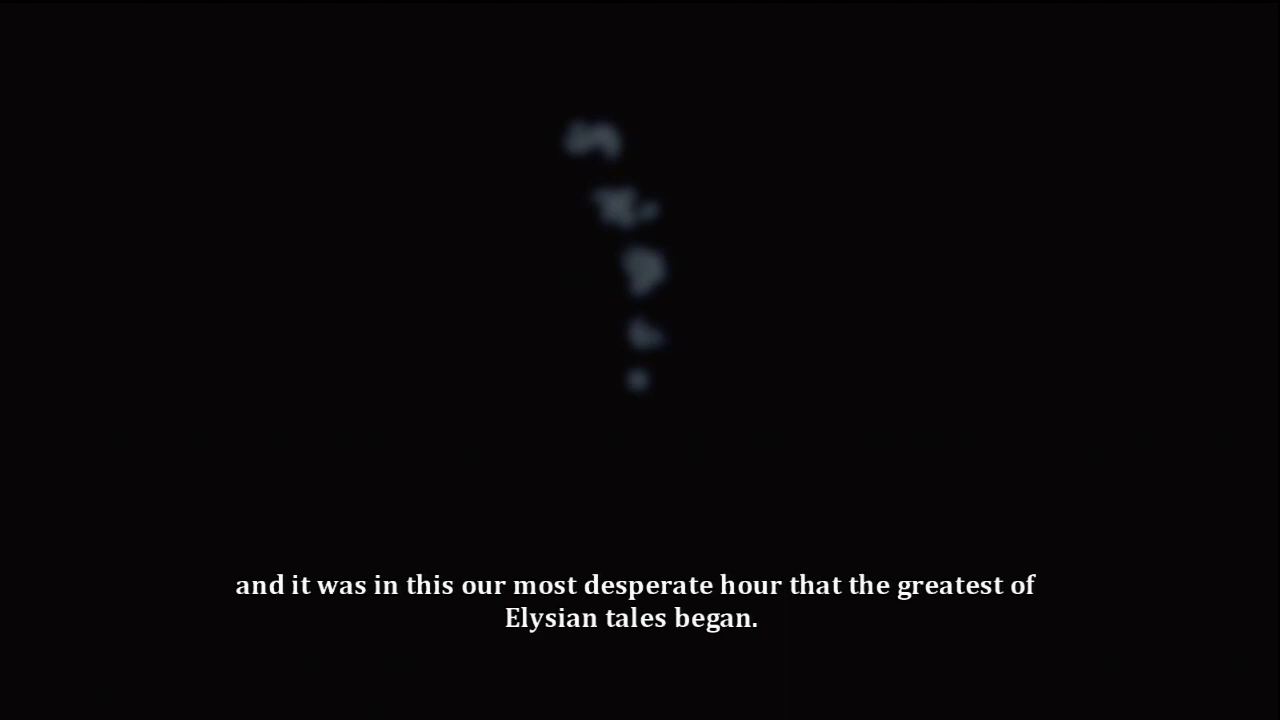 and it was in this our most desperate hour that the greatest of
Elysian tales began.